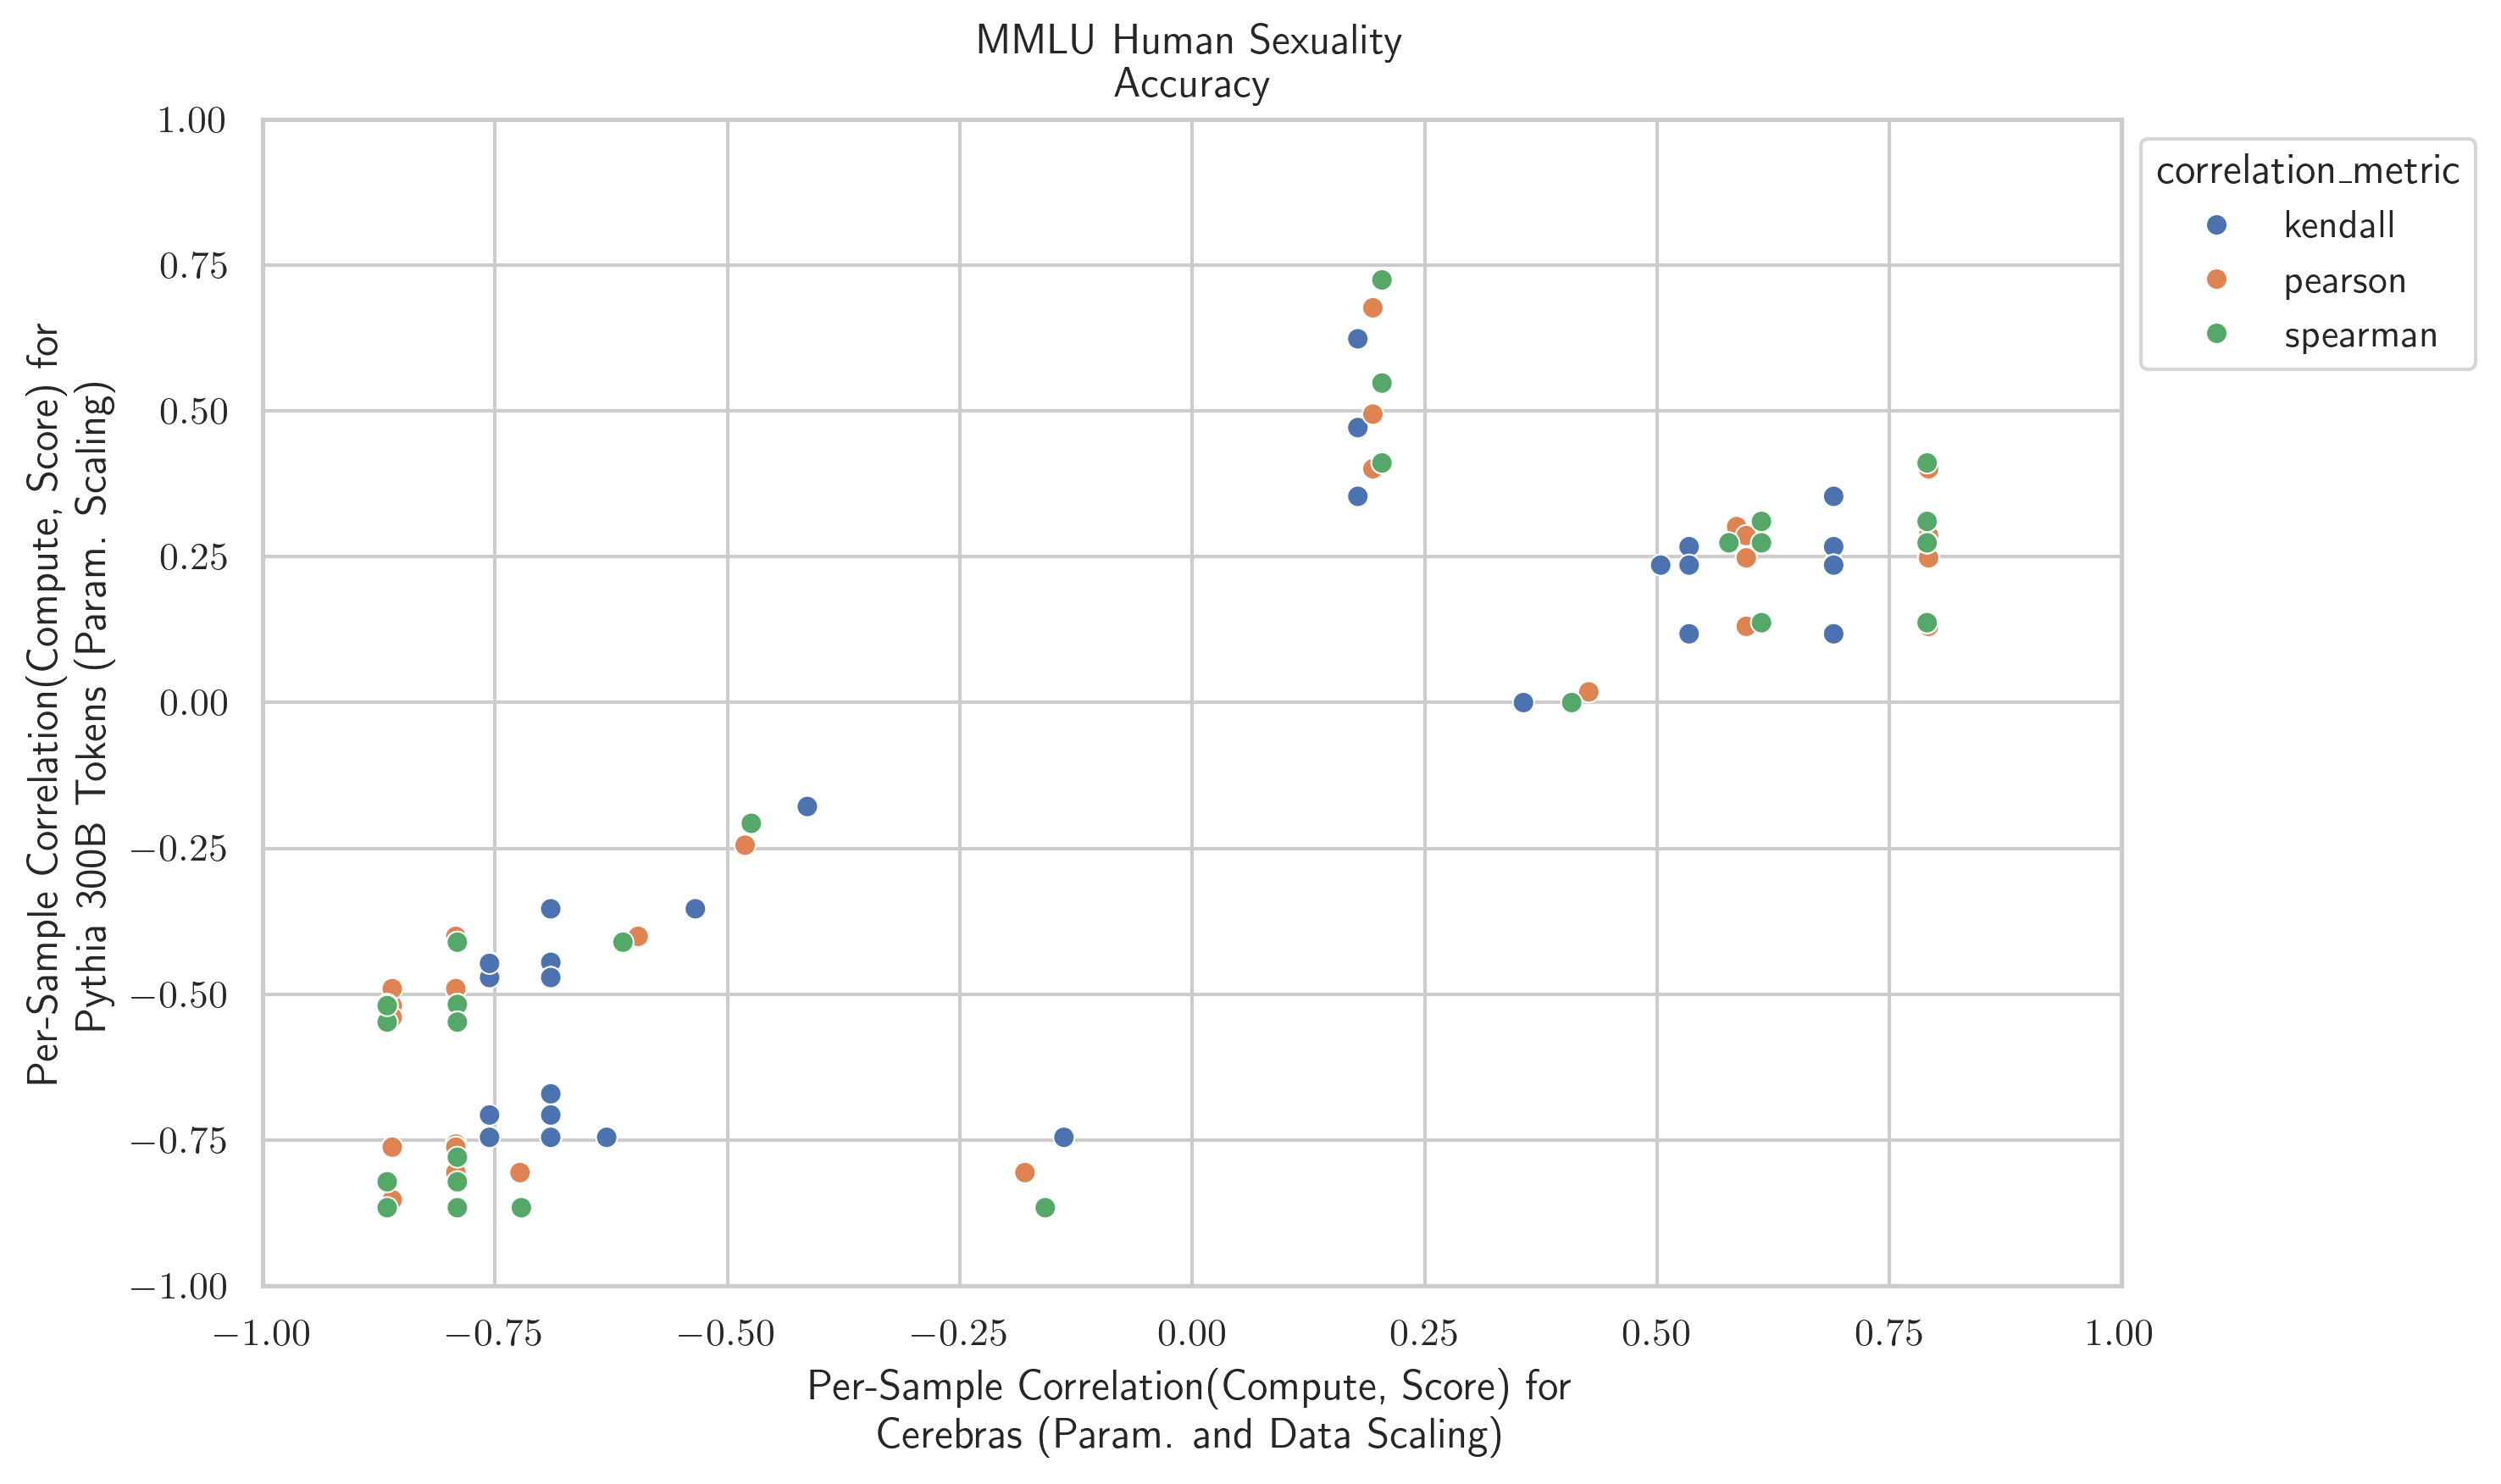 MMLU Human Sexuality
Accuracy
1.00
0.75
0.50
0.25
0.00
−0.25
−0.50
−0.75
−1.00
Per-Sample Correlation(Compute, Score) for
Pythia 300B Tokens (Param. Scaling)
−1.00 −0.75 −0.50 −0.25 0.00 0.25 0.50 0.75 1.00
Per-Sample Correlation(Compute, Score) for
Cerebras (Param. and Data Scaling)
correlation_metric
kendall
pearson
spearman